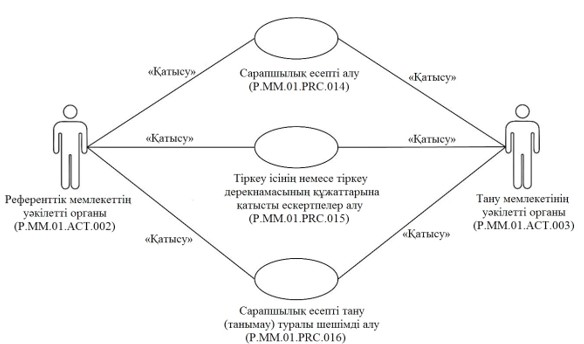 «Қатысу»
«Қатысу»
Сарапшылық есепті алу
(P.MM.01.PRC.014)
«Қатысу»
«Қатысу»
Референттік мемлекеттің
уәкілетті органы
(P.MM.01.ACT.002)
Тіркеу ісінің немесе тіркеу
дерекнамасының құжаттарына
қатысты ескертпелер алу
(P.MM.01.PRC.015)
Тану мемлекетінің
уәкілетті органы
(P.MM.01.ACT.003)
«Қатысу»
«Қатысу»
Сарапшылық есепті тану
(танымау) туралы шешімді алу
(P.MM.01.PRC.016)